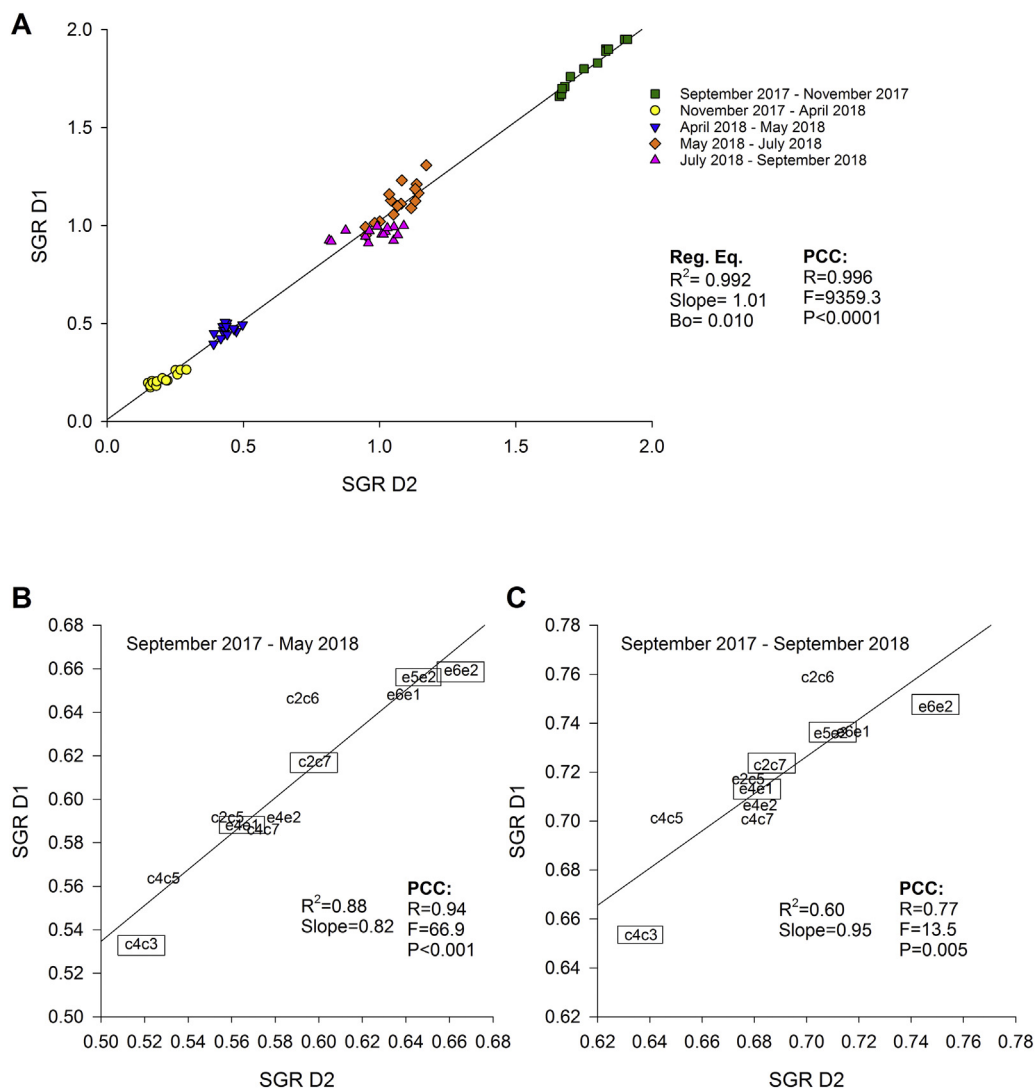 A
2.0
1.5
1.0
0.5
0.0
SGR D1
0.0 0.5 1.0 1.5 2.0
SGR D2
September 2017 - November 2017
November 2017 - April 2018
April 2018 - May 2018
May 2018 - July 2018
July 2018 - September 2018
Reg. Eq.
R²= 0.992
Slope= 1.01
Bo= 0.010
PCC:
R=0.996
F=9359.3
P<0.0001
B
September 2017 - May 2018
0.68
0.66
0.64
0.62
0.60
0.58
0.56
0.54
0.52
0.50
SGR D1
e6e2
e5e2
e6e1
c2c6
c2c7
c2c5
e4e2
e4e1
c4c7
c4c5
c4c3
R²=0.88
Slope=0.82
PCC:
R=0.94
F=66.9
P<0.001
0.50 0.52 0.54 0.56 0.58 0.60 0.62 0.64 0.66 0.68
SGR D2
C
September 2017 - September 2018
0.78
0.76
0.74
0.72
0.70
0.68
0.66
0.64
0.62
SGR D1
c2c6
e6e2
e5e2
e6e1
c2c7
c2c5
e4e1
e4e2
c4c5
c4c7
c4c3
R²=0.60
Slope=0.95
PCC:
R=0.77
F=13.5
P=0.005
0.62 0.64 0.66 0.68 0.70 0.72 0.74 0.76 0.78
SGR D2